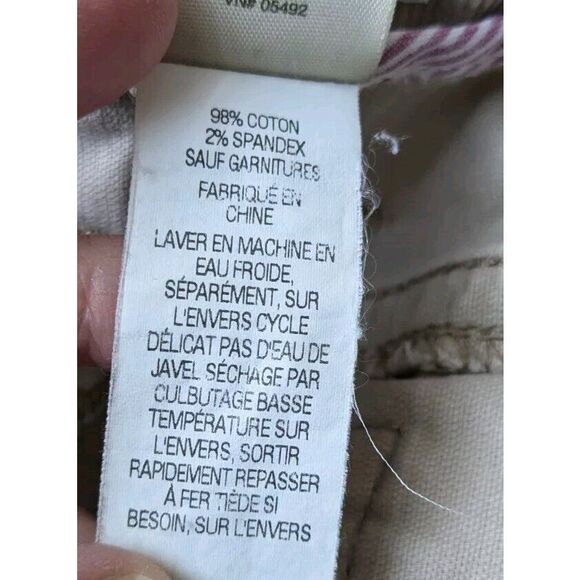 VN# 05492
98% COTON
2% SPANDEX
SAUF GARNITURES
FABRIQUÉ EN
CHINE
LAVER EN MACHINE EN
EAU FROIDE,
SÉPARÉMENT, SUR
L'ENVERS CYCLE
DÉLICAT PAS D'EAU DE
JAVEL SÉCHAGE PAR
CULBUTAGE BASSE
TEMPÉRATURE SUR
L'ENVERS, SORTIR
RAPIDEMENT REPASSER
À FER TIÈDE SI
BESOIN, SUR L'ENVERS